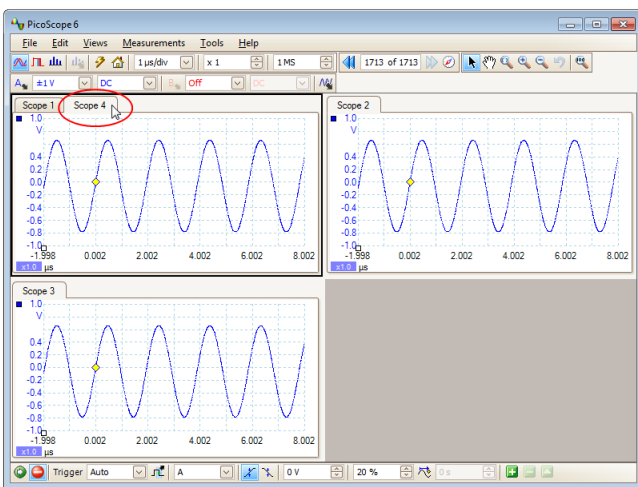 PicoScope 6
File Edit Views Measurements Tools Help
1 µs/div x 1 1 MS 1713 of 1713
A ±1 V DC B Off DC
Scope 1 Scope 4
1.0
V
0.4
0.2
0.0
-0.2
-0.4
-0.6
-0.8
-1.0
-1.998 0.002 2.002 4.002 6.002 8.002
x1.0 µs
Scope 2
1.0
V
0.4
0.2
0.0
-0.2
-0.4
-0.6
-0.8
-1.0
-1.998 0.002 2.002 4.002 6.002 8.002
x1.0 µs
Scope 3
1.0
V
0.4
0.2
0.0
-0.2
-0.4
-0.6
-0.8
-1.0
-1.998 0.002 2.002 4.002 6.002 8.002
x1.0 µs
Trigger Auto A 0 V 20 % 0 s